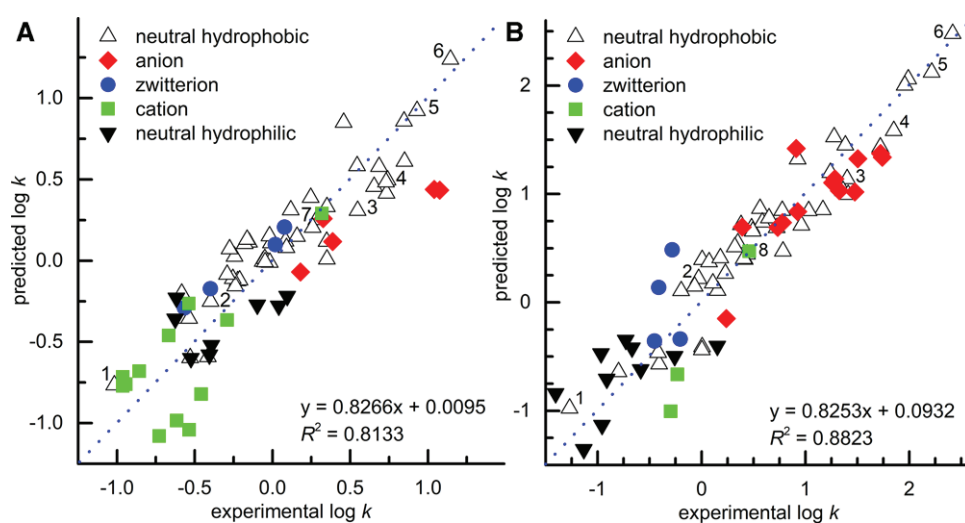 A
neutral hydrophobic
anion
zwitterion
cation
neutral hydrophilic
1
2
3
4
5
6
7
y = 0.8266x + 0.0095
R² = 0.8133
predicted log k
1.0
0.5
0.0
-0.5
-1.0
-1.0 -0.5 0.0 0.5 1.0
experimental log k
B
neutral hydrophobic
anion
zwitterion
cation
neutral hydrophilic
1
2
3
4
5
6
8
y = 0.8253x + 0.0932
R² = 0.8823
predicted log k
2
1
0
-1
-1 0 1 2
experimental log k